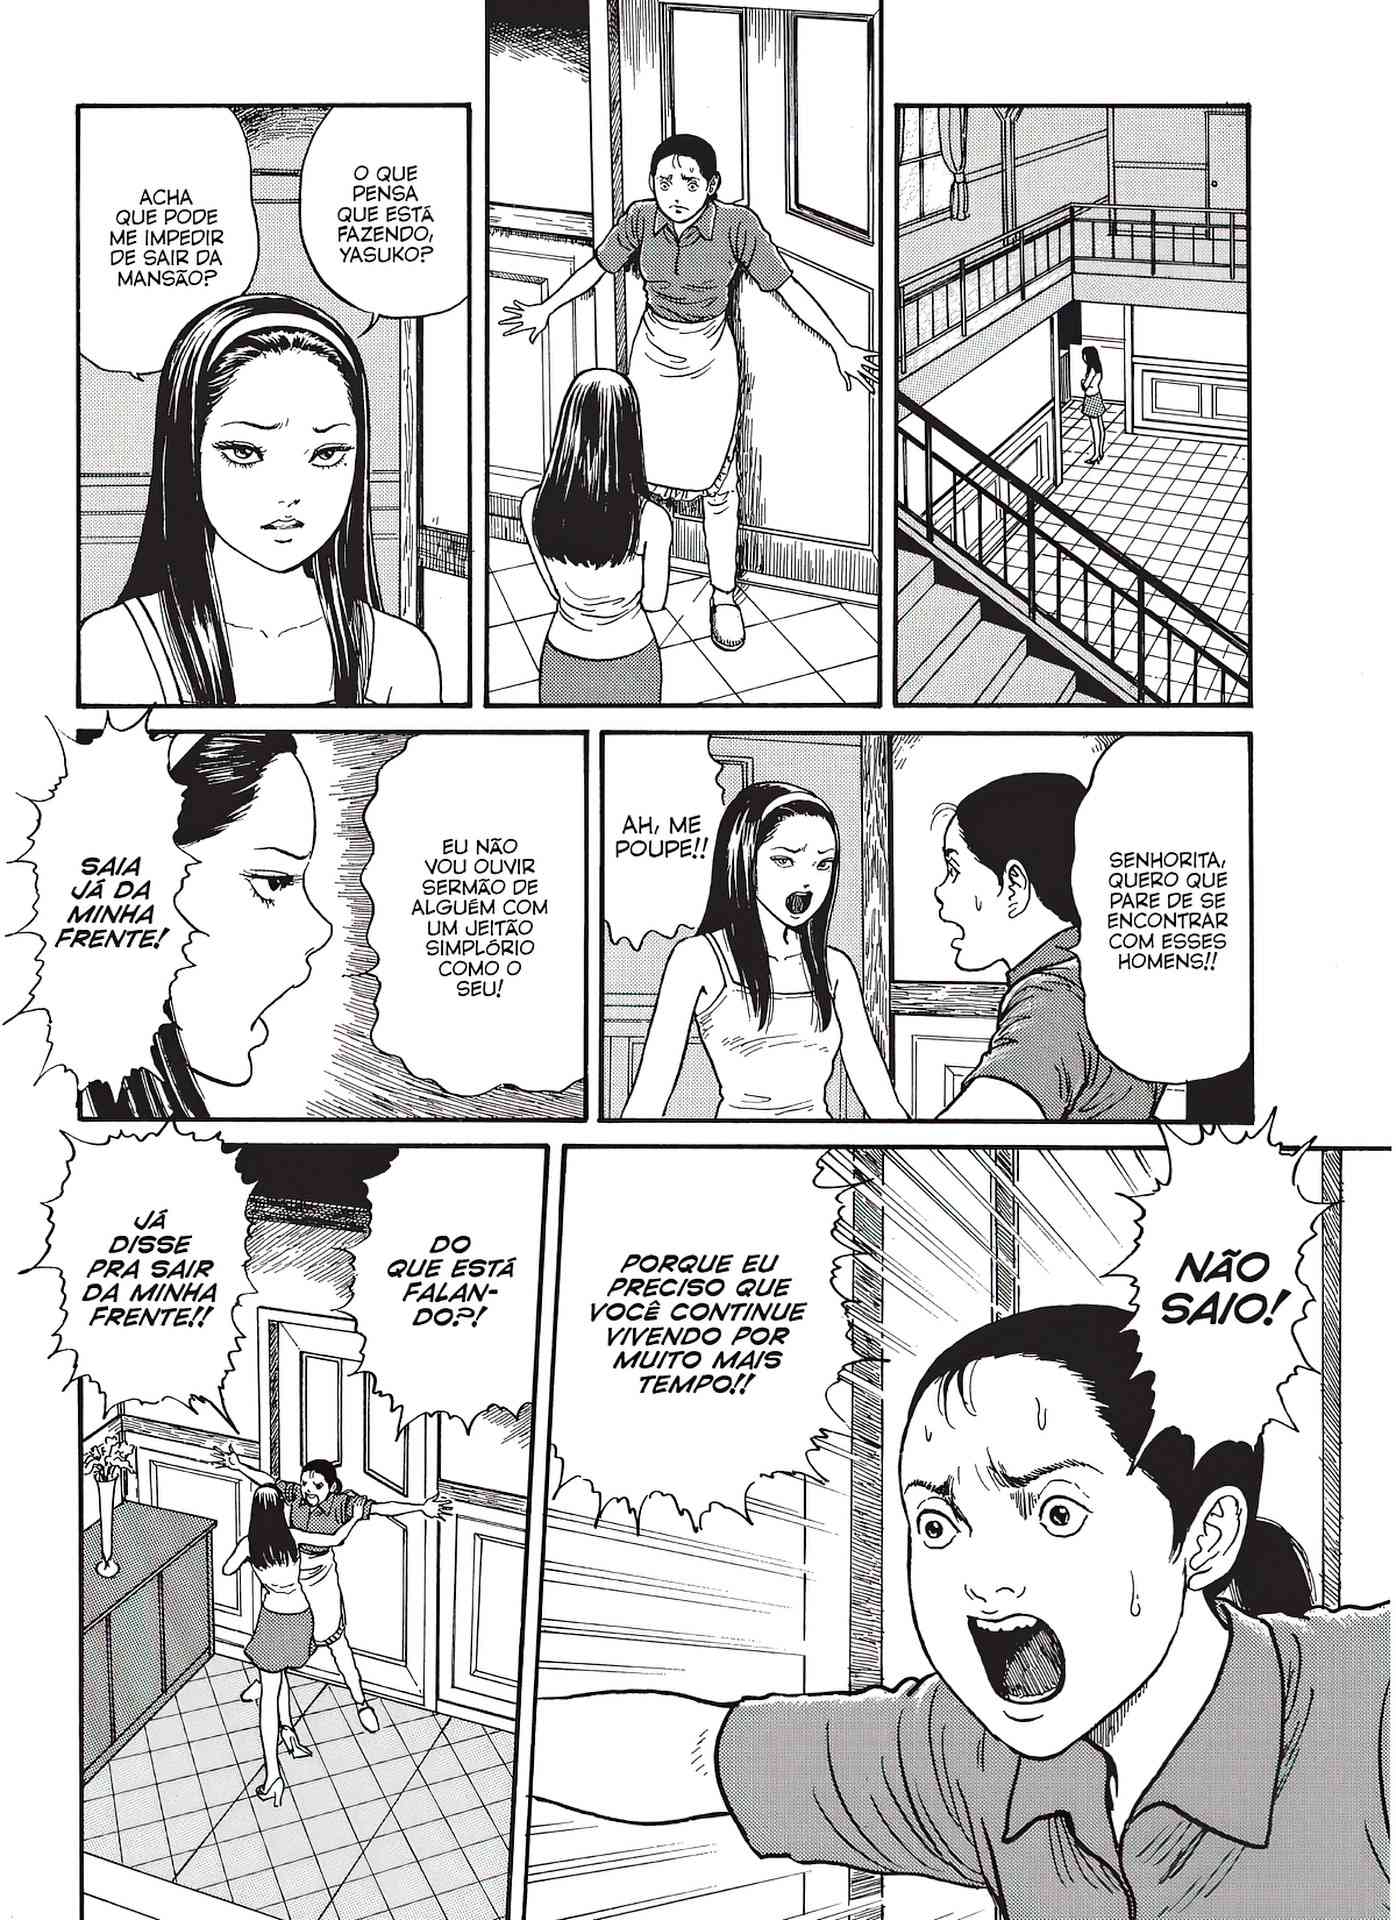 O QUE
PENSA
QUE ESTÁ
FAZENDO,
YASUKO?
ACHA
QUE PODE
ME IMPEDIR
DE SAIR DA
MANSÃO?
SENHORITA,
QUERO QUE
PARE DE SE
ENCONTRAR
COM ESSES
HOMENS!!
AH, ME
POUPE!!
EU NÃO
VOU OUVIR
SERMÃO DE
ALGUÉM COM
UM JEITÃO
SIMPLÓRIO
COMO O
SEU!
SAIA
JÁ DA
MINHA
FRENTE!
NÃO
SAIO!
PORQUE EU
PRECISO QUE
VOCÊ CONTINUE
VIVENDO POR
MUITO MAIS
TEMPO!!
DO
QUE ESTÁ
FALAN-
DO?!
JÁ
DISSE
PRA SAIR
DA MINHA
FRENTE!!